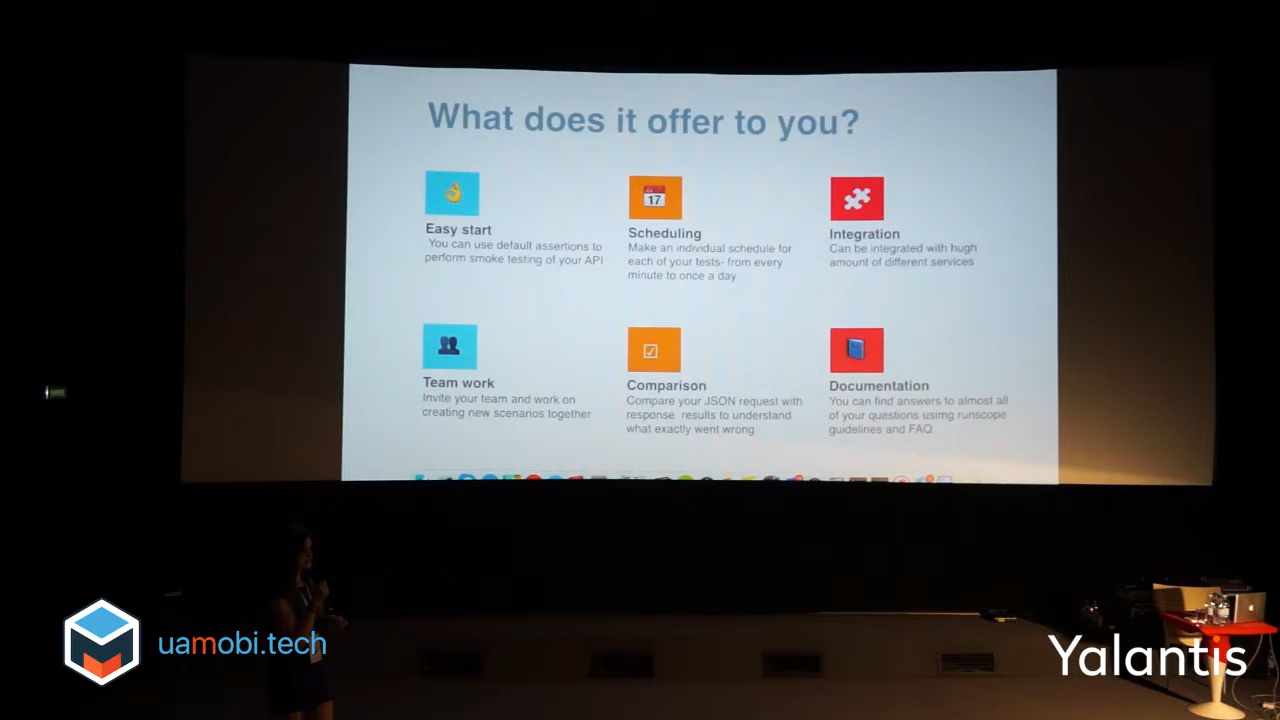 What does it offer to you?
Easy start
You can use default assertions to
perform smoke testing of your API
17
Scheduling
Make an individual schedule for
each of your tests- from every
minute to once a day
Integration
Can be integrated with hugh
amount of different services
Team work
Invite your team and work on
creating new scenarios together
Comparison
Compare your JSON request with
response results to understand
what exactly went wrong
Documentation
You can find answers to almost all
of your questions usimg runscope
guidelines and FAQ
uamobi.tech
Yalantis